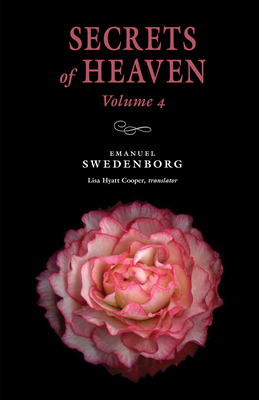 SECRETS
of HEAVEN
Volume 4
EMANUEL
SWEDENBORG
Lisa Hyatt Cooper, translator